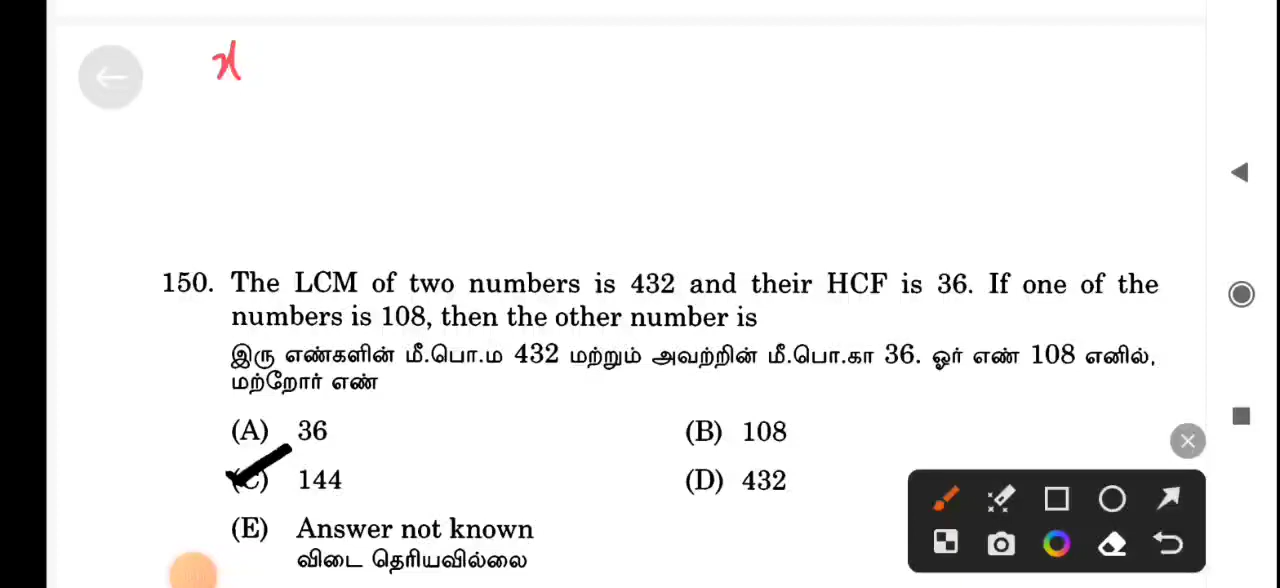 x
150. The LCM of two numbers is 432 and their HCF is 36. If one of the
numbers is 108, then the other number is
இரு எண்களின் மீ.பொ.ம 432 மற்றும் அவற்றின் மீ.பொ.கா 36. ஓர் எண் 108 எனில்,
மற்றோர் எண்
(A) 36 (B) 108
(C) 144 (D) 432
(E) Answer not known
விடை தெரியவில்லை